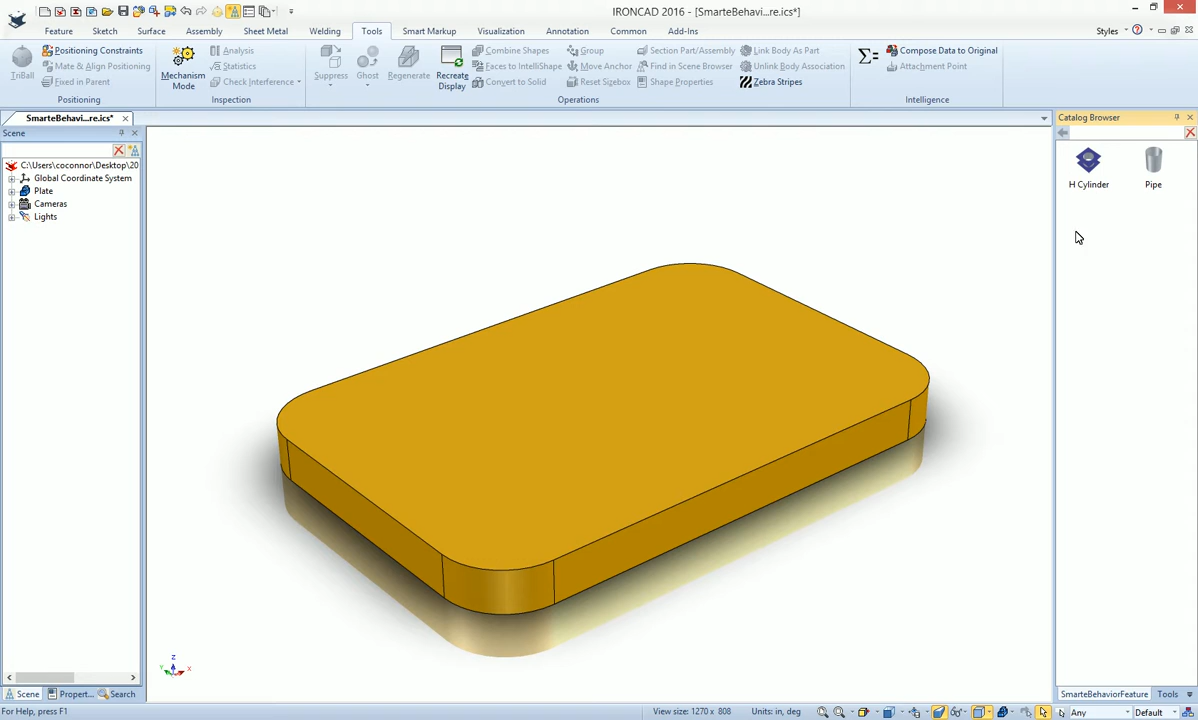 IRONCAD 2016 - [SmarteBehavi...re.ics*]
Feature Sketch Surface Assembly Sheet Metal Welding Tools Smart Markup Visualization Annotation Common Add-Ins Styles
TriBall
Positioning Constraints
Mate & Align Positioning
Fixed in Parent
Positioning
Mechanism Mode
Analysis
Statistics
Check Interference
Inspection
Suppress
Ghost
Regenerate
Recreate Display
Combine Shapes
Faces to IntelliShape
Convert to Solid
Group
Move Anchor
Reset Sizebox
Section Part/Assembly
Find in Scene Browser
Shape Properties
Link Body As Part
Unlink Body Association
Zebra Stripes
Operations
Compose Data to Original
Attachment Point
Intelligence
SmarteBehavi...re.ics*
Scene
C:\Users\coconnor\Desktop\20
Global Coordinate System
Plate
Cameras
Lights
Catalog Browser
H Cylinder
Pipe
Z
Y
X
Scene Propert... Search
SmarteBehaviorFeature Tools
For Help, press F1
View size: 1270 x 808
Units: in, deg
Any
Default